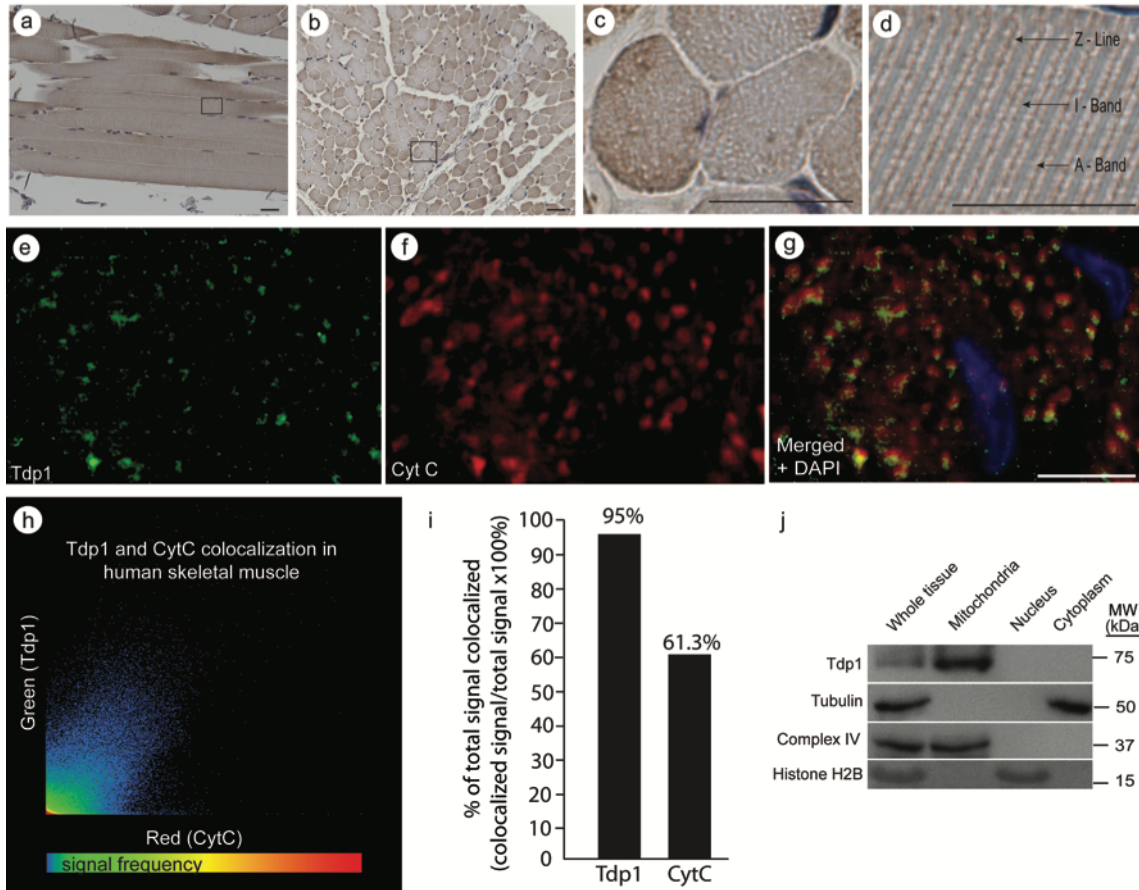 a
b
c
d
Z - Line
I - Band
A - Band
e
Tdp1
f
Cyt C
g
Merged
+ DAPI
h
Tdp1 and CytC colocalization in
human skeletal muscle
Green (Tdp1)
Red (CytC)
signal frequency
i
% of total signal colocalized
(colocalized signal/total signal x100%)
100
90
80
70
60
50
40
30
20
10
0
95%
61.3%
Tdp1
CytC
j
Whole tissue
Mitochondria
Nucleus
Cytoplasm
MW
(kDa)
Tdp1
75
Tubulin
50
Complex IV
37
Histone H2B
15